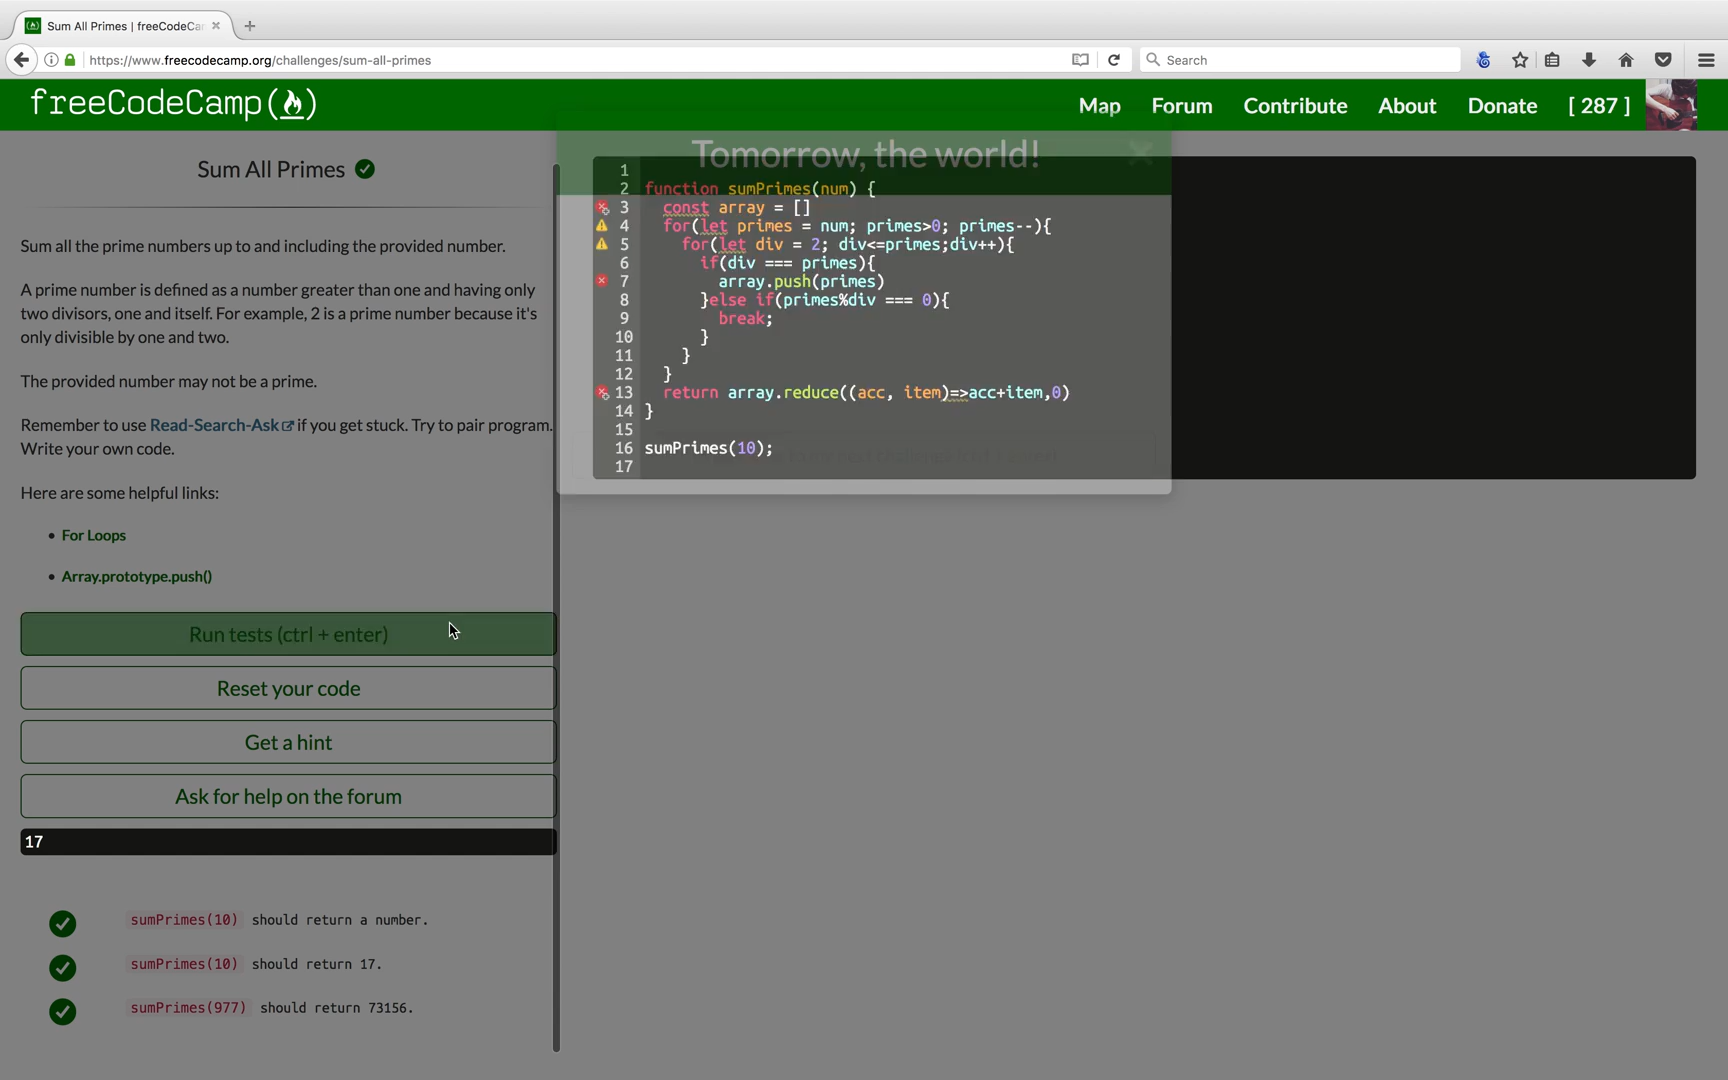 Sum All Primes | freeCodeCa
https://www.freecodecamp.org/challenges/sum-all-primes
Search
freeCodeCamp
Map
Forum
Contribute
About
Donate
[ 287 ]
Sum All Primes
Sum all the prime numbers up to and including the provided number.
A prime number is defined as a number greater than one and having only
two divisors, one and itself. For example, 2 is a prime number because it's
only divisible by one and two.
The provided number may not be a prime.
Remember to use Read-Search-Ask if you get stuck. Try to pair program.
Write your own code.
Here are some helpful links:
• For Loops
• Array.prototype.push()
Run tests (ctrl + enter)
Reset your code
Get a hint
Ask for help on the forum
17
sumPrimes(10) should return a number.
sumPrimes(10) should return 17.
sumPrimes(977) should return 73156.
Tomorrow, the world!
1
2 function sumPrimes(num) {
3 const array = []
4 for(let primes = num; primes>0; primes--){
5 for(let div = 2; div<=primes;div++){
6 if(div === primes){
7 array.push(primes)
8 }else if(primes%div === 0){
9 break;
10 }
11 }
12 }
13 return array.reduce((acc, item)=>acc+item,0)
14 }
15
16 sumPrimes(10);
17